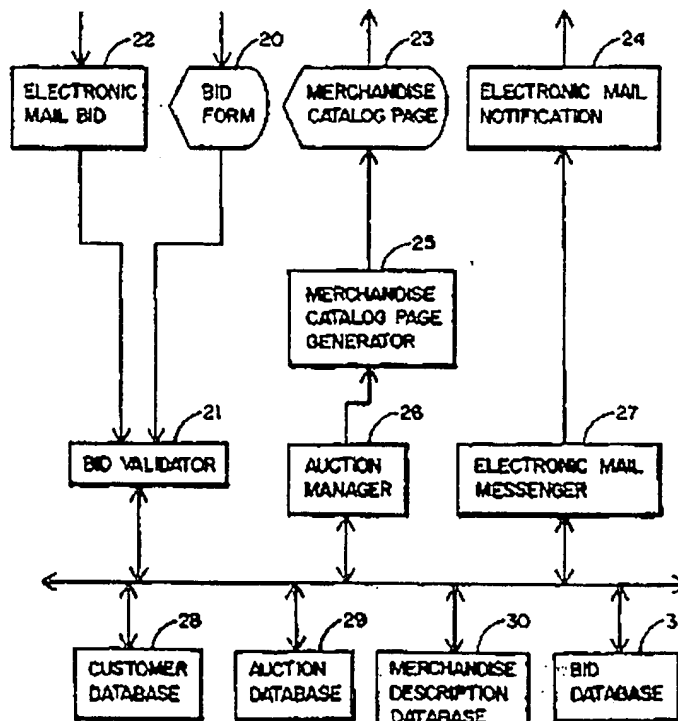 22
20
23
24
ELECTRONIC
MAIL BID
BID
FORM
MERCHANDISE
CATALOG PAGE
ELECTRONIC MAIL
NOTIFICATION
25
MERCHANDISE
CATALOG PAGE
GENERATOR
21
26
27
BID VALIDATOR
AUCTION
MANAGER
ELECTRONIC MAIL
MESSENGER
28
29
30
3
CUSTOMER
DATABASE
AUCTION
DATABASE
MERCHANDISE
DESCRIPTION
DATABASE
BID
DATABASE